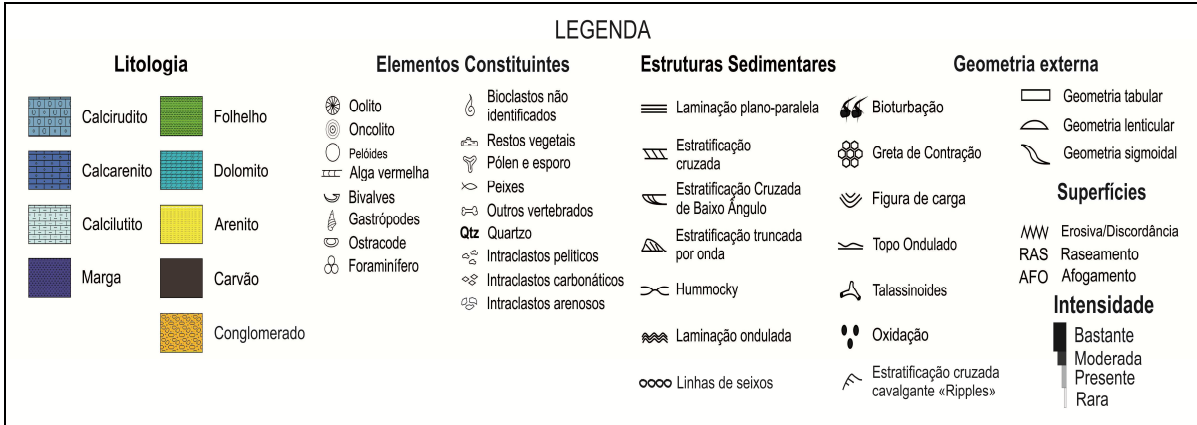 LEGENDA
Litologia
Calcirudito
Calcarenito
Calcilutito
Marga
Folhelho
Dolomito
Arenito
Carvão
Conglomerado
Elementos Constituintes
Oolito
Oncolito
Pelóides
Alga vermelha
Bivalves
Gastrópodes
Ostracode
Foraminífero
Bioclastos não
identificados
Restos vegetais
Pólen e esporo
Peixes
Outros vertebrados
Qtz Quartzo
Intraclastos peliticos
Intraclastos carbonáticos
Intraclastos arenosos
Estruturas Sedimentares
Laminação plano-paralela
Estratificação
cruzada
Estratificação Cruzada
de Baixo Ângulo
Estratificação truncada
por onda
Hummocky
Laminação ondulada
Linhas de seixos
Bioturbação
Greta de Contração
Figura de carga
Topo Ondulado
Talassinoides
Oxidação
Estratificação cruzada
cavalgante «Ripples»
Geometria externa
Geometria tabular
Geometria lenticular
Geometria sigmoidal
Superfícies
Erosiva/Discordância
RAS Raseamento
AFO Afogamento
Intensidade
Bastante
Moderada
Presente
Rara